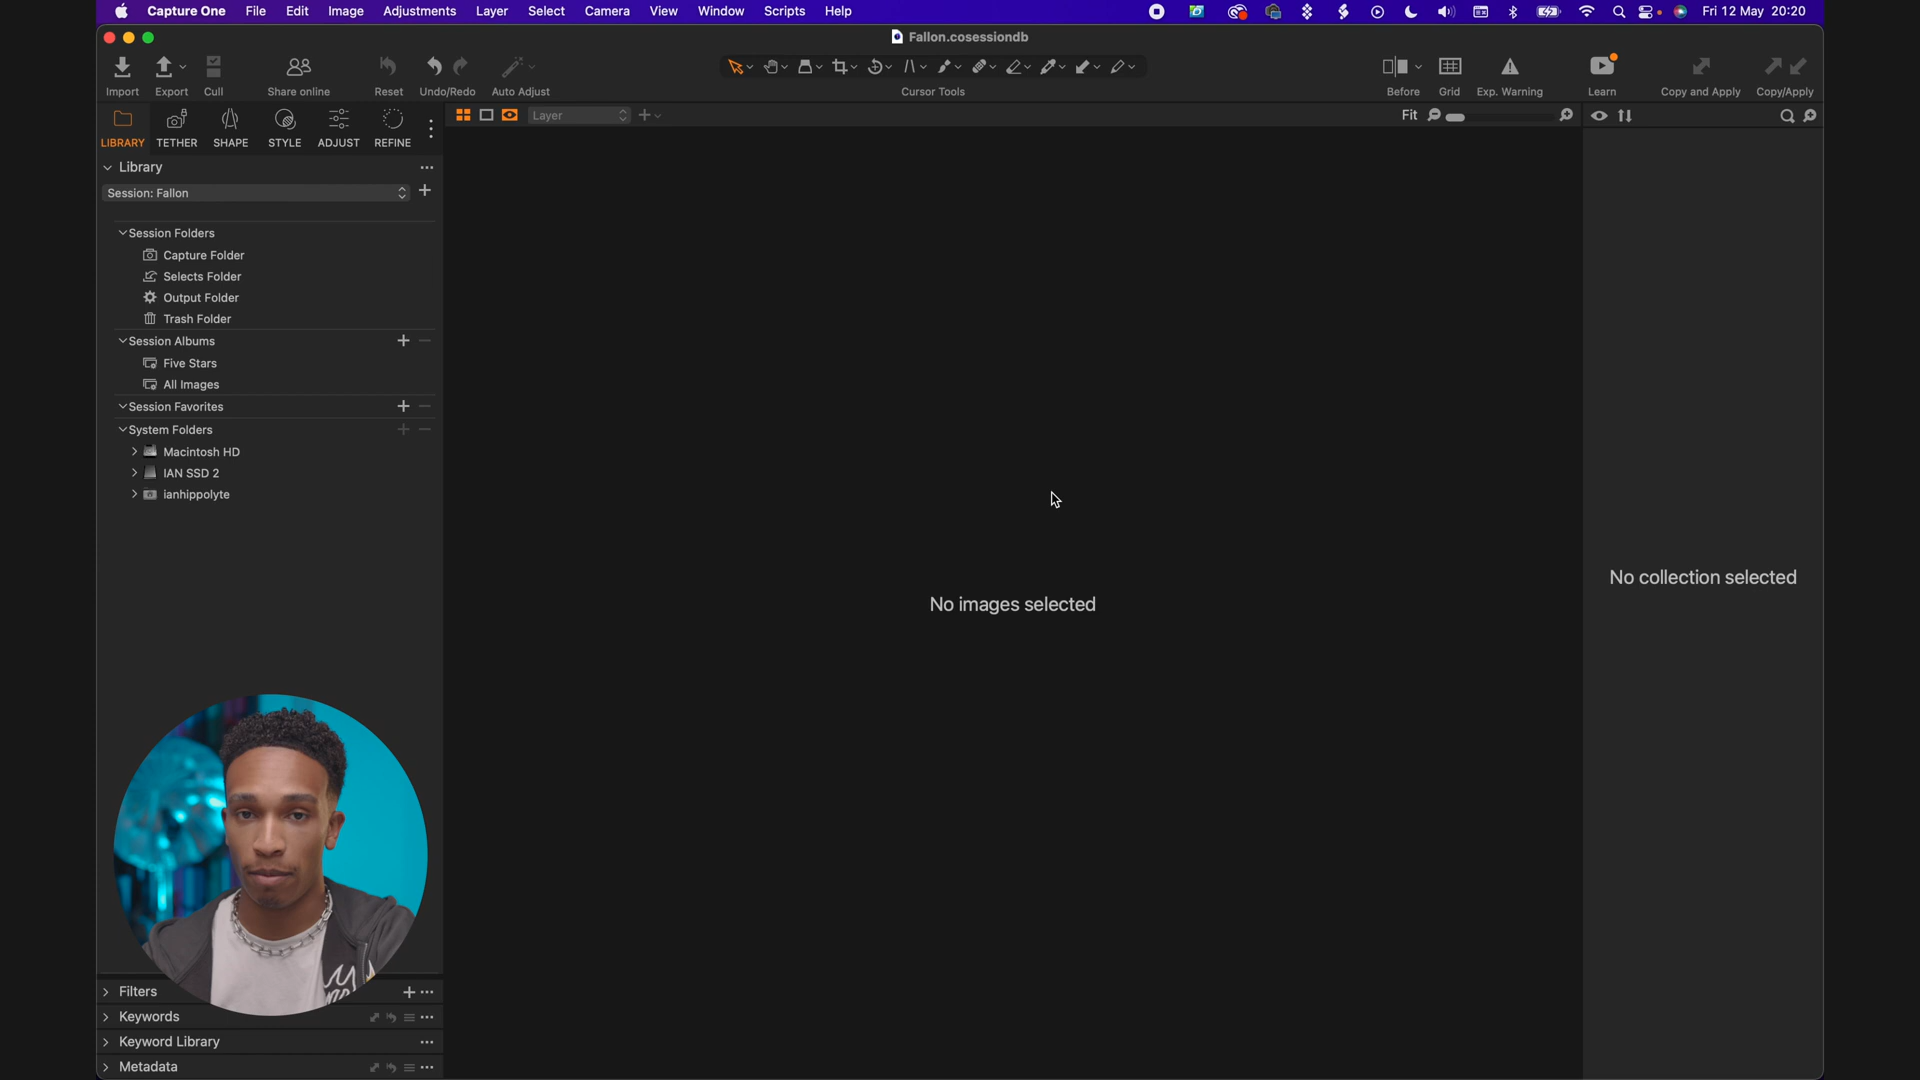 Capture One File Edit Image Adjustments Layer Select Camera View Window Scripts Help Fri 12 May 20:20
Fallon.cosessiondb
Import Export Cull Share online Reset Undo/Redo Auto Adjust Cursor Tools Before Grid Exp. Warning Learn Copy and Apply Copy/Apply
LIBRARY TETHER SHAPE STYLE ADJUST REFINE
Layer
Fit
Library
Session: Fallon
Session Folders
Capture Folder
Selects Folder
Output Folder
Trash Folder
Session Albums
Five Stars
All Images
Session Favorites
System Folders
Macintosh HD
IAN SSD 2
ianhippolyte
No collection selected
No images selected
Filters
Keywords
Keyword Library
Metadata